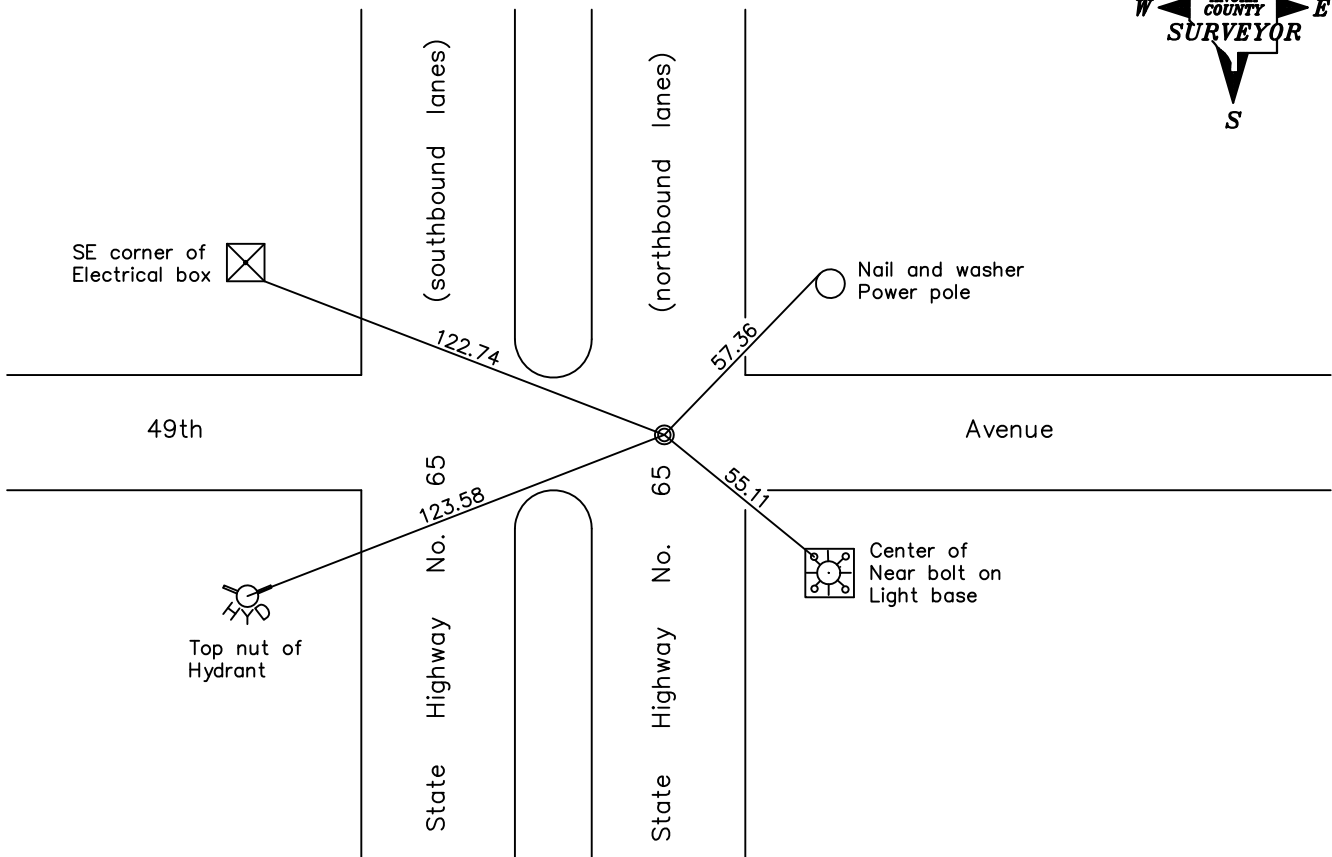 W
COUNTY
E
SURVEYOR
S
(southbound lanes)
(northbound lanes)
SE corner of
Electrical box
Nail and washer
Power pole
122.74
57.36
49th
Avenue
123.58
55.11
State Highway No. 65
State Highway No. 65
Center of
Near bolt on
Light base
HYD
Top nut of
Hydrant